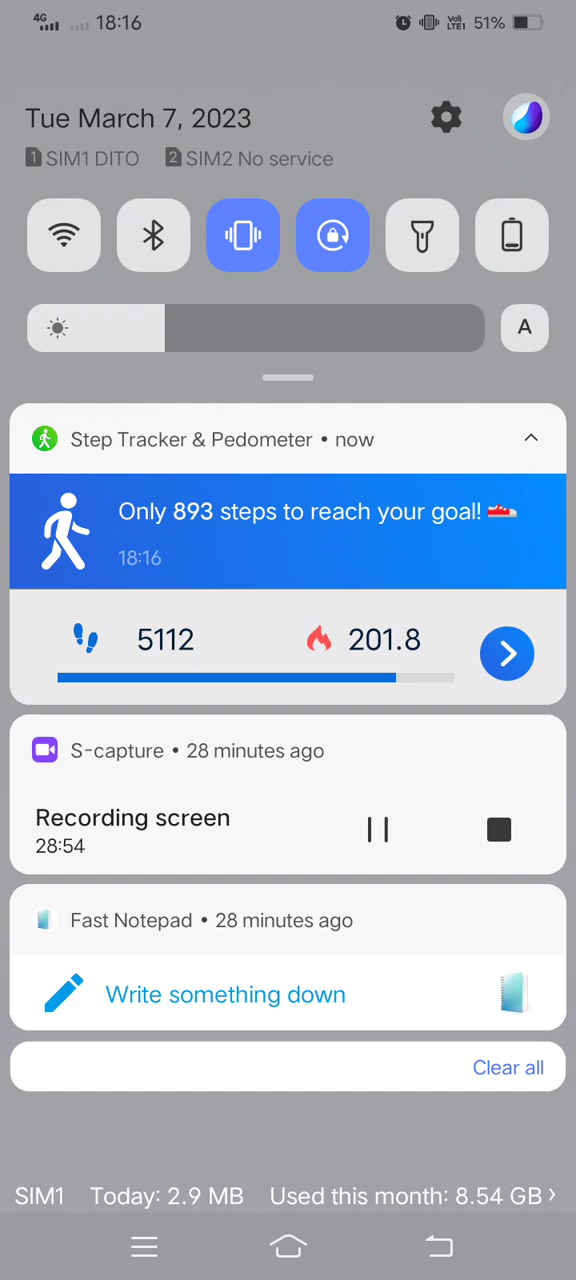 4G 18:16 Vo)) LTE1 51%
Tue March 7, 2023
1 SIM1 DITO 2 SIM2 No service
A
Step Tracker & Pedometer • now
Only 893 steps to reach your goal!
18:16
5112 201.8
S-capture • 28 minutes ago
Recording screen
28:54
Fast Notepad • 28 minutes ago
Write something down
Clear all
SIM1 Today: 2.9 MB Used this month: 8.54 GB ›